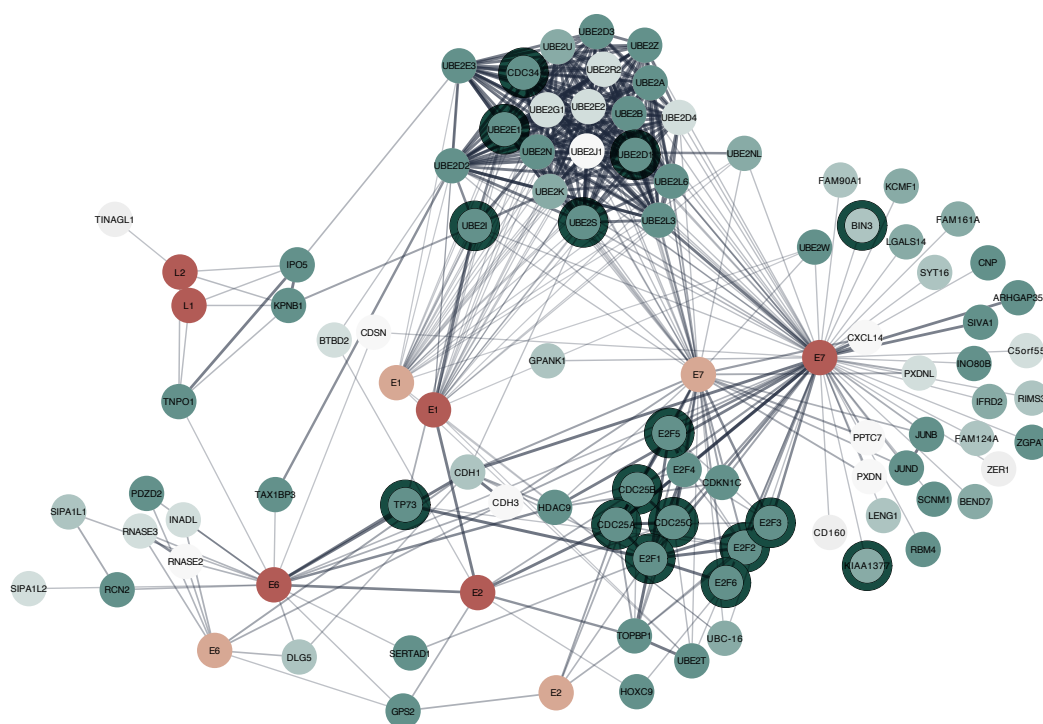 UBE2D3
UBE2U
UBE2Z
UBE2E3
CDC34
UBE2R2
UBE2A
UBE2G1
UBE2E2
UBE2B
UBE2D4
UBE2E1
UBE2N
UBE2J1
UBE2D1
UBE2NL
UBE2D2
UBE2K
UBE2L6
UBE2I
UBE2S
UBE2L3
FAM90A1
KCMF1
BIN3
LGALS14
FAM161A
UBE2W
SYT16
CNP
ARHGAP35
SIVA1
C5orf55
CXCL14
INO80B
PXDNL
IFRD2
RIMS3
TINAGL1
L2
IPO5
L1
KPNB1
BTBD2
CDSN
GPANK1
E7
E7
E1
E1
TNPO1
E2F5
PPTC7
JUNB
FAM124A
ZGPAT
E2F4
CDKN1C
PXDN
JUND
ZER1
CDH1
CDC25B
CDH3
HDAC9
TP73
TAX1BP3
PDZD2
SIPA1L1
RNASE3
INADL
RNASE2
CDC25A
CDC25C
E2F3
SCNM1
BEND7
LENG1
CD160
E2F2
RBM4
E2F1
KIAA1377
E2F6
SIPA1L2
RCN2
E6
E2
E6
DLG5
SERTAD1
TOPBP1
UBC-16
UBE2T
GPS2
E2
HOXC9